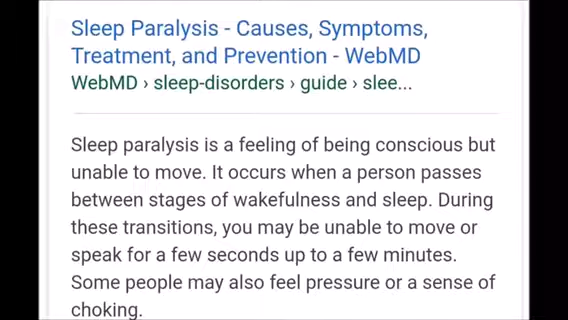 Sleep Paralysis - Causes, Symptoms,
Treatment, and Prevention - WebMD
WebMD › sleep-disorders › guide › slee...
Sleep paralysis is a feeling of being conscious but
unable to move. It occurs when a person passes
between stages of wakefulness and sleep. During
these transitions, you may be unable to move or
speak for a few seconds up to a few minutes.
Some people may also feel pressure or a sense of
choking.